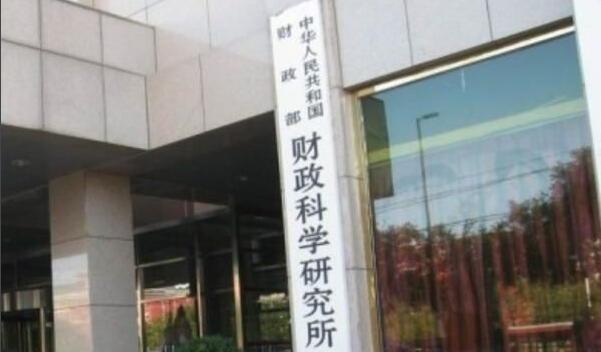 中华人民共和国
财政部
财政科学研究所